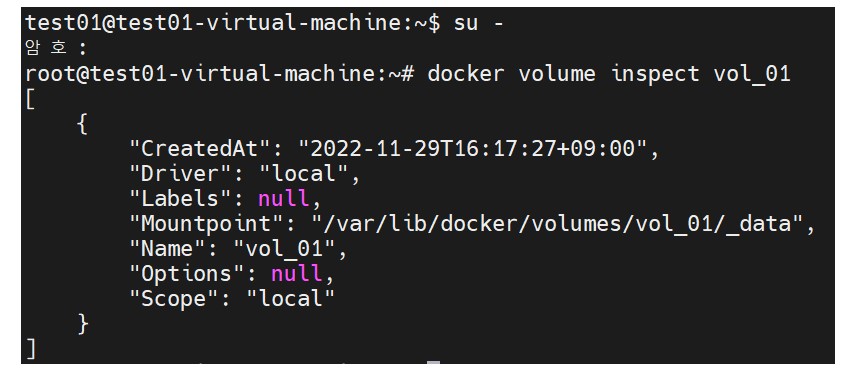 test01@test01-virtual-machine:~$ su -
암호:
root@test01-virtual-machine:~# docker volume inspect vol_01
[
    {
        "CreatedAt": "2022-11-29T16:17:27+09:00",
        "Driver": "local",
        "Labels": null,
        "Mountpoint": "/var/lib/docker/volumes/vol_01/_data",
        "Name": "vol_01",
        "Options": null,
        "Scope": "local"
    }
]